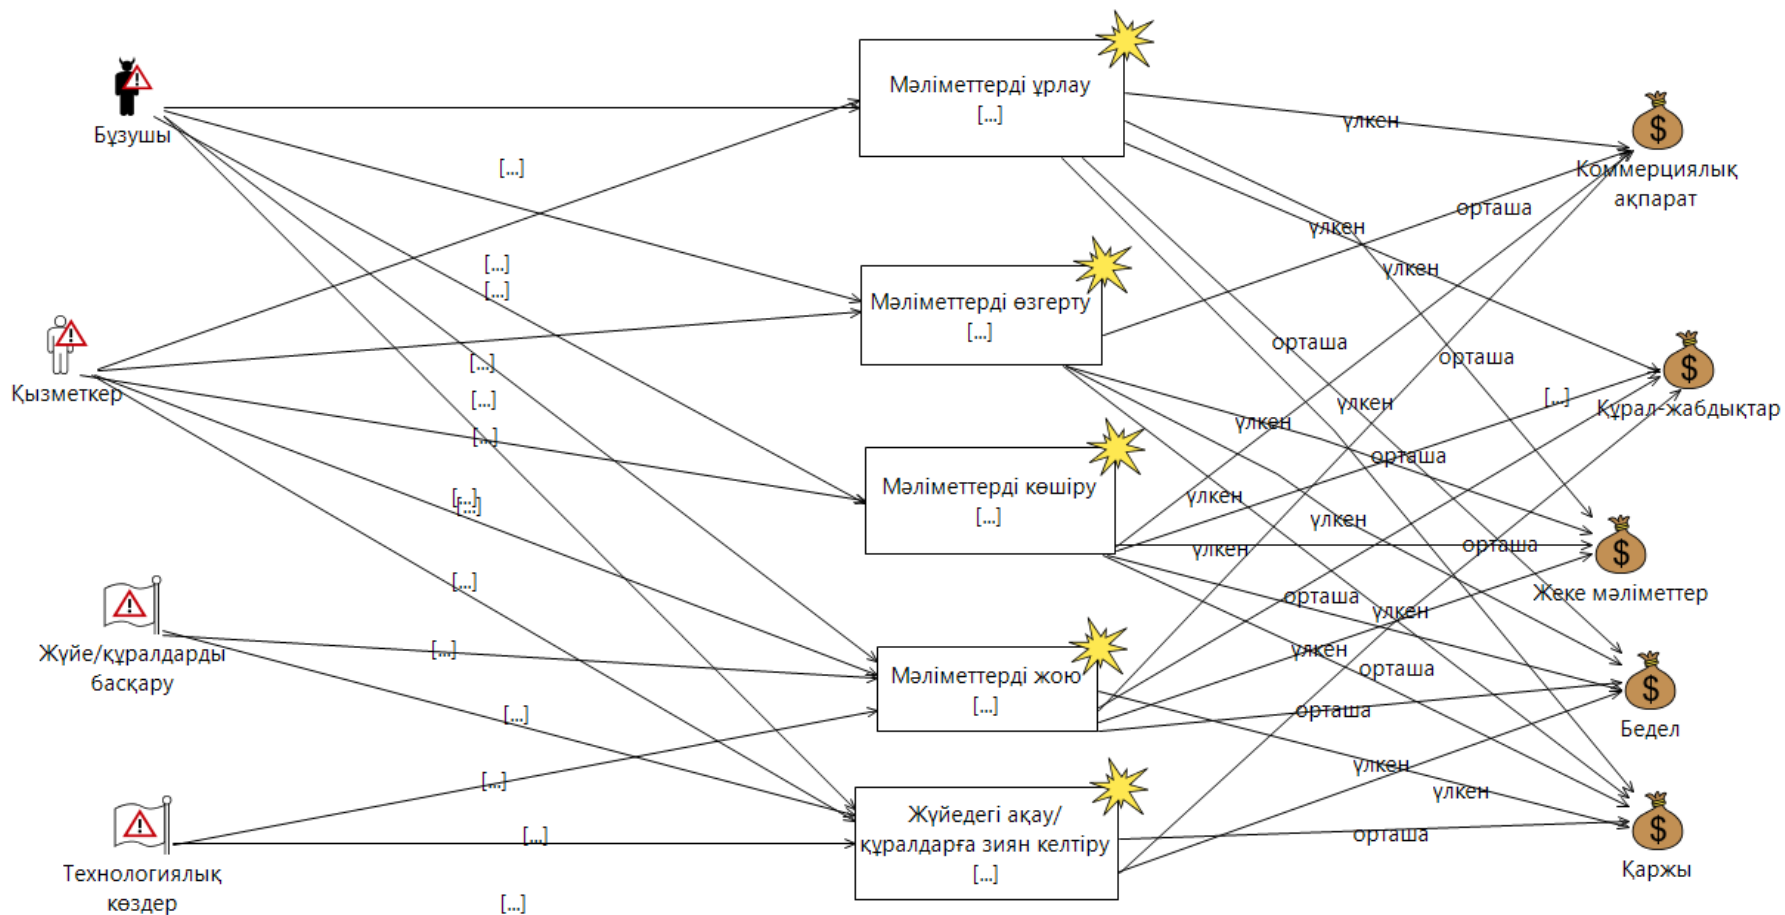 Бұзушы
Қызметкер
Жүйе/құралдарды
басқару
Технологиялық
көздер
[...]
[...]
[...]
[...]
[...]
[...]
[...]
[...]
[...]
[...]
[...]
[...]
[...]
[...]
Мәліметтерді ұрлау
[...]
Мәліметтерді өзгерту
[...]
Мәліметтерді көшіру
[...]
Мәліметтерді жою
[...]
Жүйедегі ақау/
құралдарға зиян келтіру
[...]
үлкен
орташа
үлкен
үлкен
орташа
орташа
[...]
үлкен
үлкен
орташа
үлкен
үлкен
орташа
үлкен
орташа
үлкен
үлкен
орташа
орташа
үлкен
үлкен
орташа
Коммерциялық
ақпарат
Құрал-жабдықтар
Жеке мәліметтер
Бедел
Қаржы